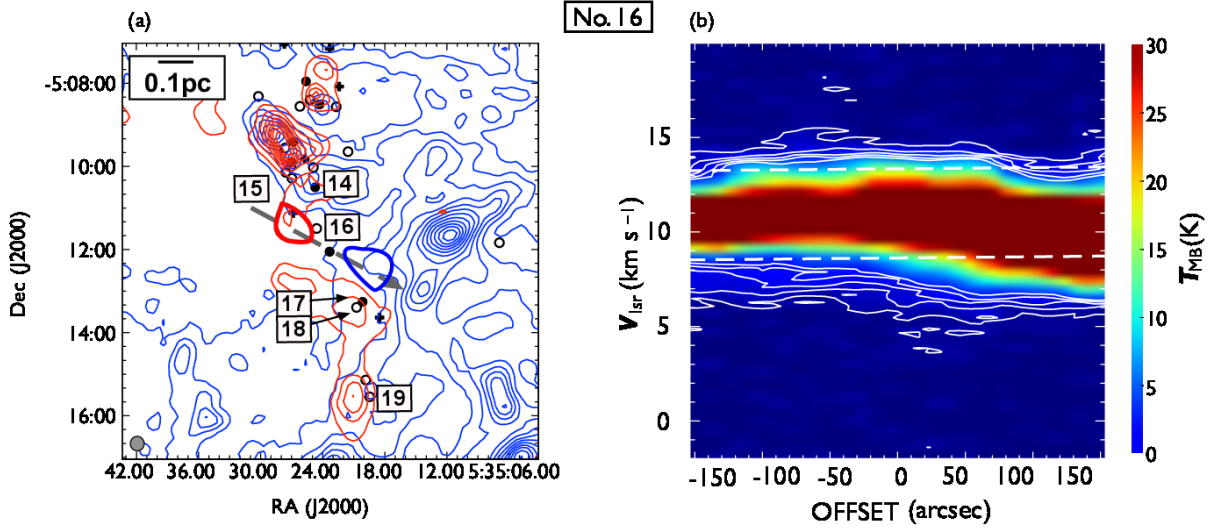 No. 16
(a)
(b)
0.1pc
-5:08:00
10:00
12:00
14:00
16:00
Dec (J2000)
15
14
16
17
18
19
42.00 36.00 30.00 24.00 18.00 12.00 5:35:06.00
RA (J2000)
15
10
5
0
V lsr (km s −1)
-150 -100 -50 0 50 100 150
OFFSET (arcsec)
30
25
20
15
10
5
0
T MB (K)